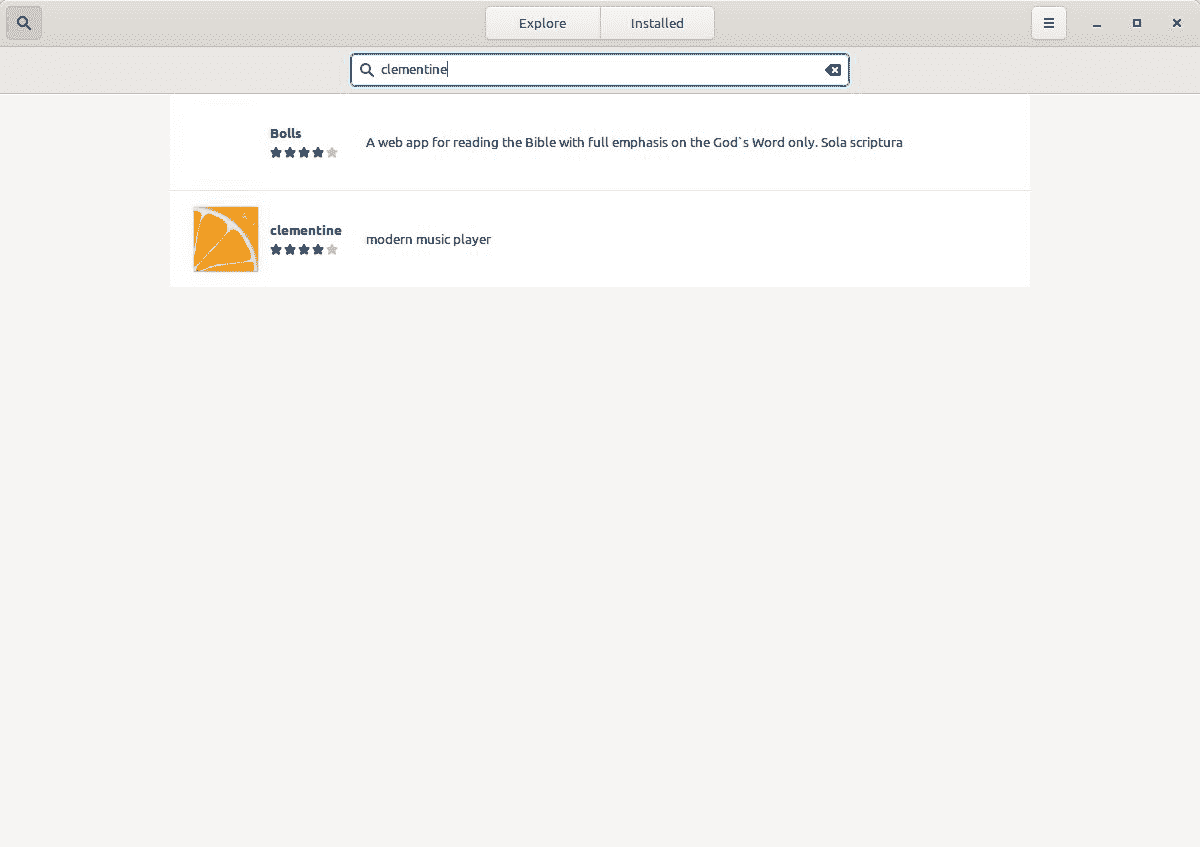 Explore Installed
clementine
Bolls
A web app for reading the Bible with full emphasis on the God`s Word only. Sola scriptura
clementine
modern music player